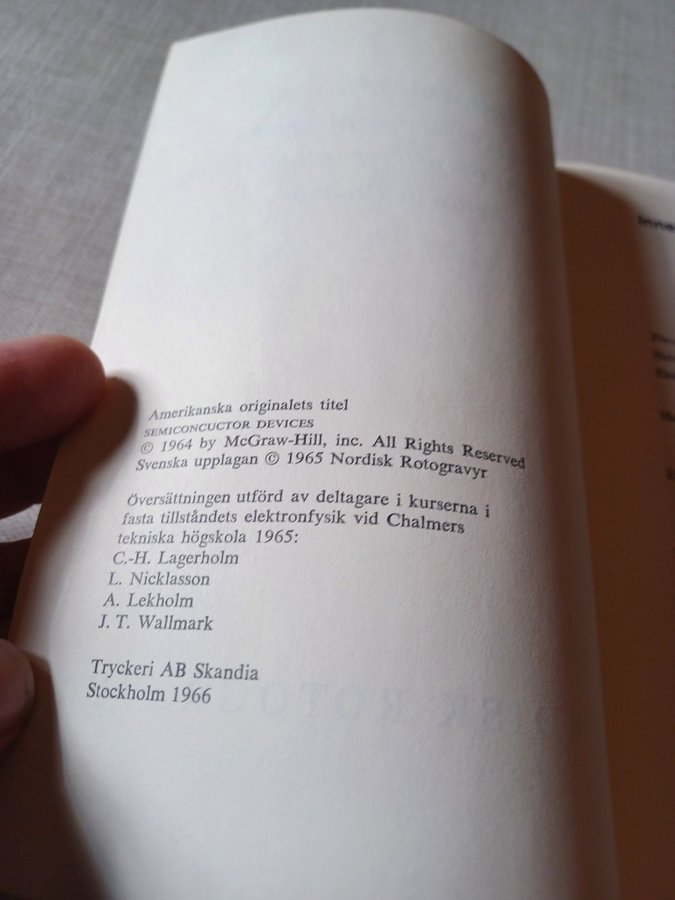 Amerikanska originalets titel
SEMICONCUCTOR DEVICES
© 1964 by McGraw-Hill, inc. All Rights Reserved
Svenska upplagan © 1965 Nordisk Rotogravyr
Översättningen utförd av deltagare i kurserna i
fasta tillståndets elektronfysik vid Chalmers
tekniska högskola 1965:
C.-H. Lagerholm
L. Nicklasson
A. Lekholm
J. T. Wallmark
Tryckeri AB Skandia
Stockholm 1966